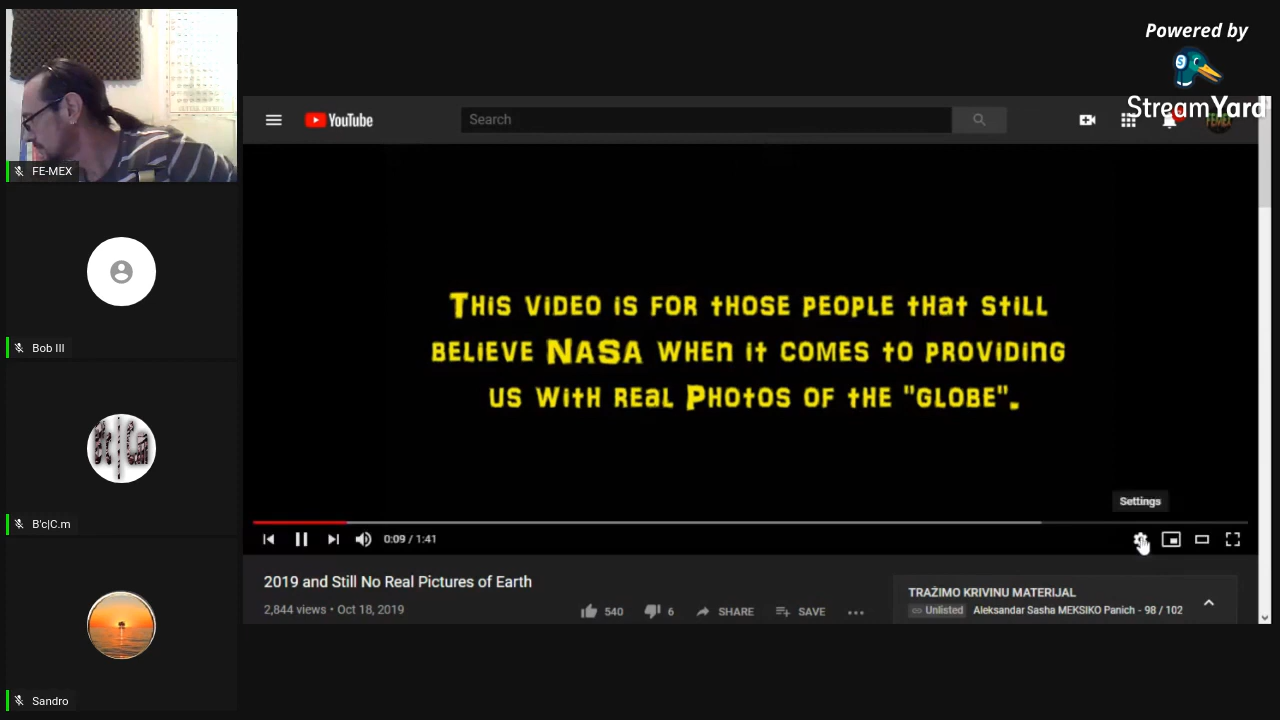 Powered by
StreamYard
FE-MEX
Bob III
B'c|C.m
Sandro
YouTube
Search
This video is for those people that still
believe NASA when it comes to providing
us with real Photos of the "globe".
Settings
0:09 / 1:41
2019 and Still No Real Pictures of Earth
2,844 views • Oct 18, 2019
540
6
SHARE
SAVE
TRAŽIMO KRIVINU MATERIJAL
Unlisted Aleksandar Sasha MEKSIKO Panich - 98 / 102